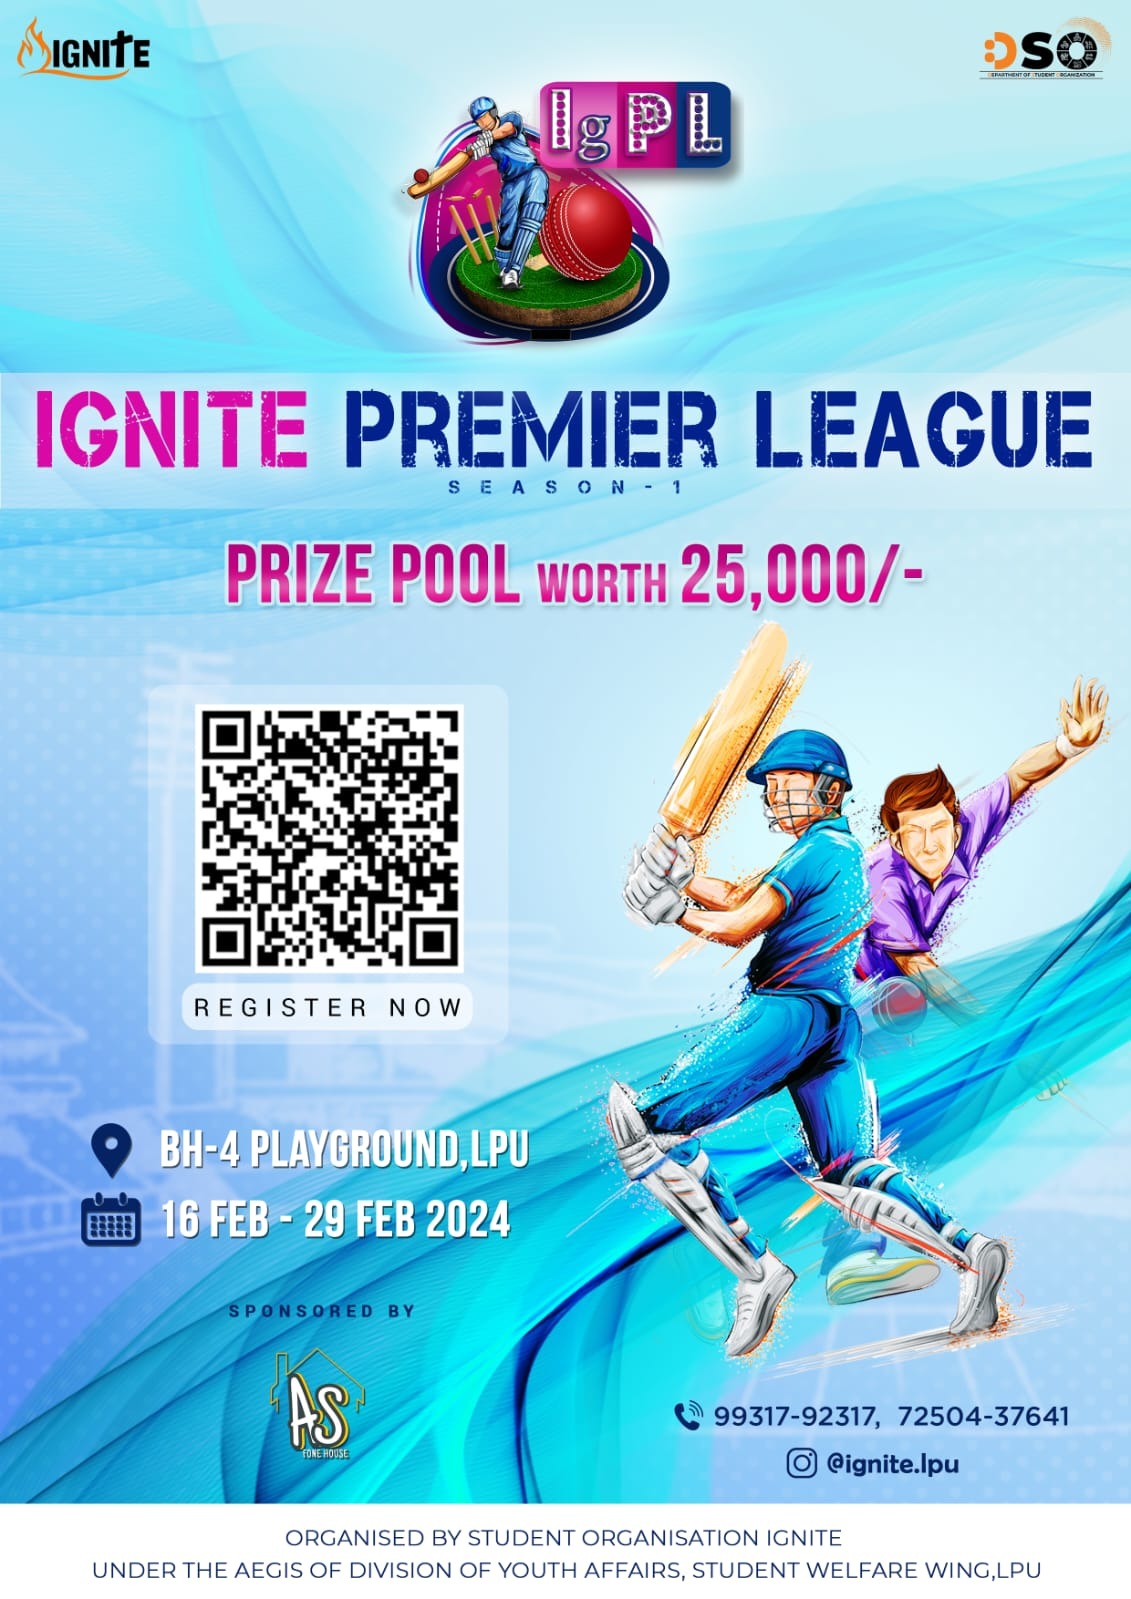 IGNITE
DSO
DEPARTMENT OF STUDENT ORGANIZATION
IgPL
IGNITE PREMIER LEAGUE
SEASON-1
PRIZE POOL WORTH 25,000/-
REGISTER NOW
BH-4 PLAYGROUND,LPU
16 FEB - 29 FEB 2024
SPONSORED BY
AS
FONE HOUSE
99317-92317, 72504-37641
@ignite.lpu
ORGANISED BY STUDENT ORGANISATION IGNITE
UNDER THE AEGIS OF DIVISION OF YOUTH AFFAIRS, STUDENT WELFARE WING,LPU